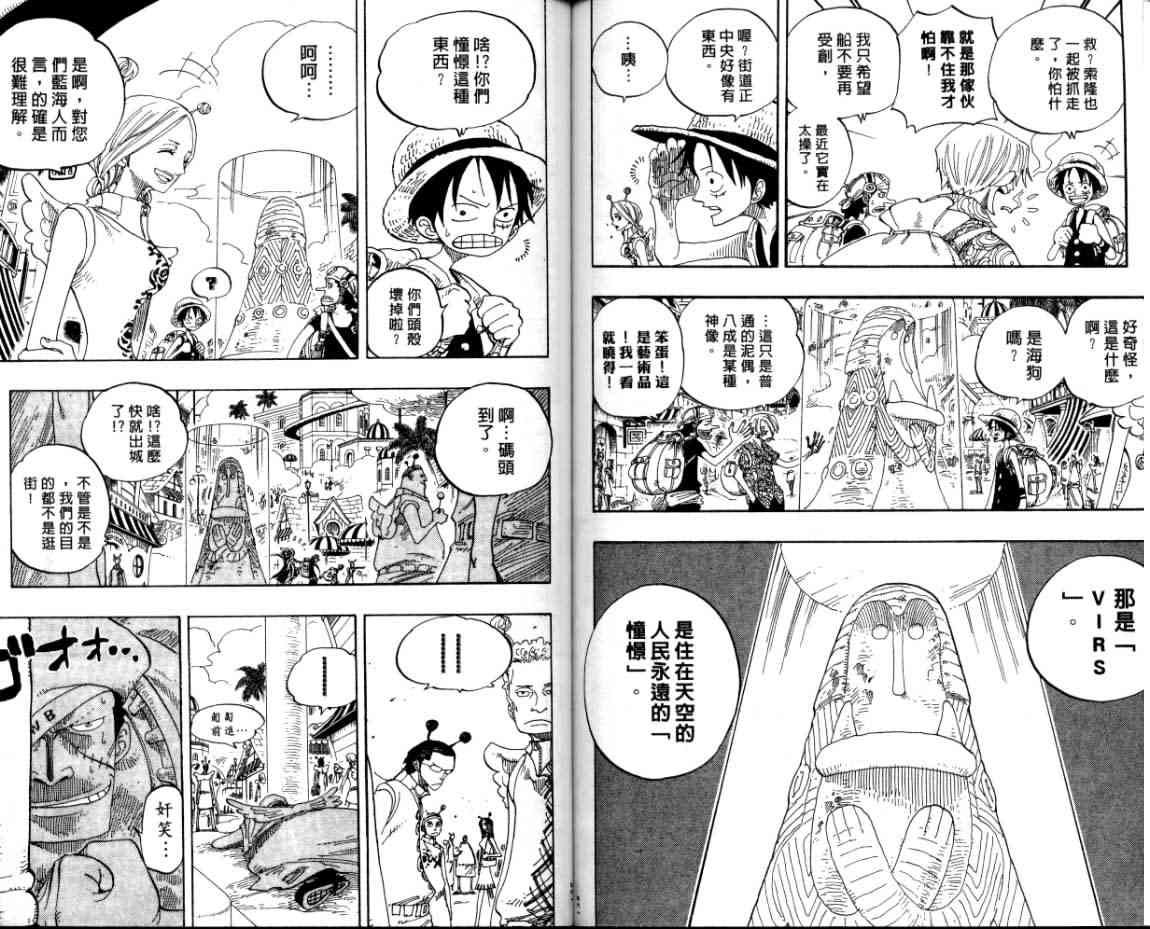 救？索隆也
一起被抓走
了，你怕什
麼。
就是那傢伙
靠不住我才
怕啊！
我只希望
船不要再
受創，
最近它實在
太操了。
喔？街道正
中央好像有
東西。
…咦…
好奇怪，
這是什麼
啊？
是海狗
嗎？
…這只是普
通的泥偶，
八成是某種
神像。
笨蛋！這
是藝術品
！我一看
就曉得！
那是「
VIRS
」。
是住在天空的
人民永遠的「
憧憬」。
啥!?你們
憧憬這種
東西？
你們頭殼
壞掉啦？
呵…
呵…
？
是啊，對您
們藍海人而
言，的確是
很難理解。
啊…碼頭
到了。
啥!?這麼
快就出城
了!?
不管是不是
，我們的目
的都不是逛
街！
!!
匍匐
前進…
ゴオオ…
WB
奸笑…